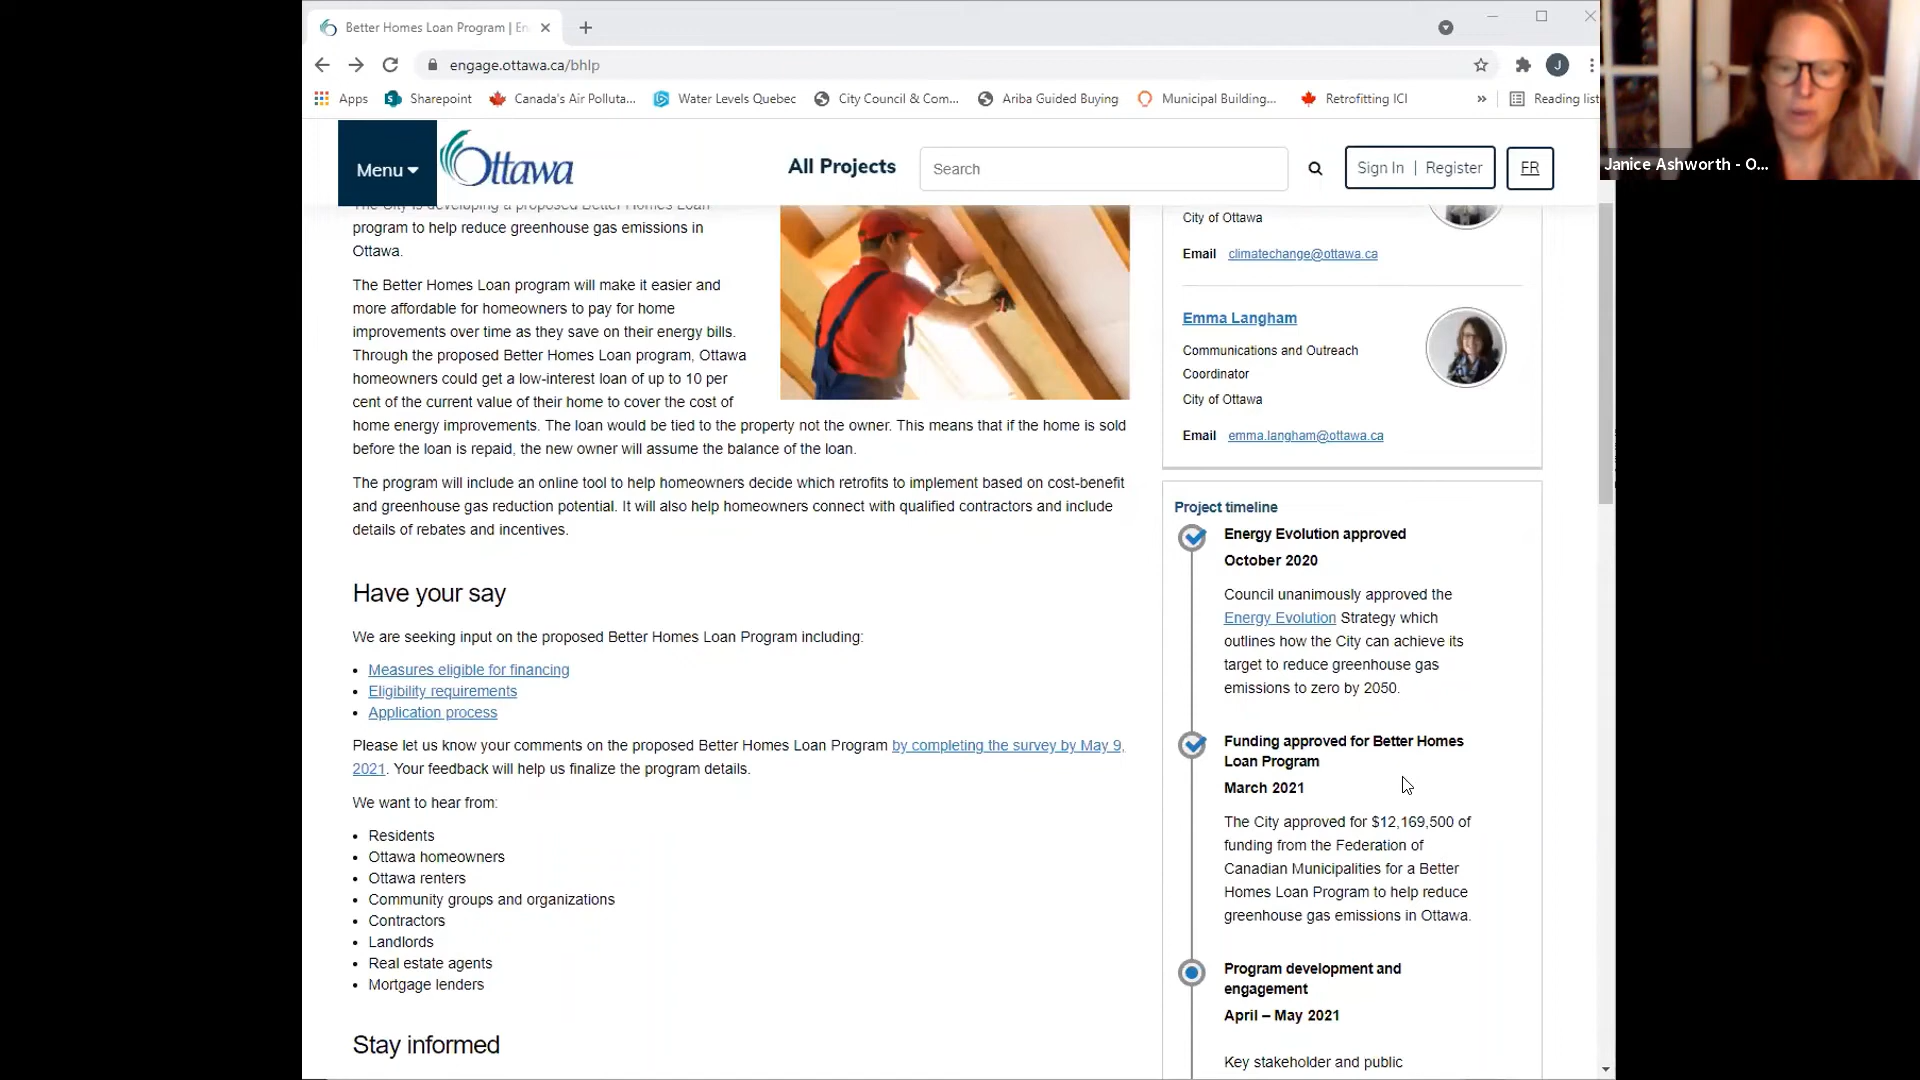 Better Homes Loan Program | En
engage.ottawa.ca/bhlp
J
Apps
Sharepoint
Canada's Air Polluta...
Water Levels Quebec
City Council & Com...
Ariba Guided Buying
Municipal Building...
Retrofitting ICI
»
Reading list
Janice Ashworth - O...
Menu
Ottawa
All Projects
Search
Sign In | Register
FR
The City is developing a proposed Better Homes Loan
program to help reduce greenhouse gas emissions in
Ottawa.
The Better Homes Loan program will make it easier and
more affordable for homeowners to pay for home
improvements over time as they save on their energy bills.
Through the proposed Better Homes Loan program, Ottawa
homeowners could get a low-interest loan of up to 10 per
cent of the current value of their home to cover the cost of
home energy improvements. The loan would be tied to the property not the owner. This means that if the home is sold
before the loan is repaid, the new owner will assume the balance of the loan.
The program will include an online tool to help homeowners decide which retrofits to implement based on cost-benefit
and greenhouse gas reduction potential. It will also help homeowners connect with qualified contractors and include
details of rebates and incentives.
Have your say
We are seeking input on the proposed Better Homes Loan Program including:
• Measures eligible for financing
• Eligibility requirements
• Application process
Please let us know your comments on the proposed Better Homes Loan Program by completing the survey by May 9,
2021. Your feedback will help us finalize the program details.
We want to hear from:
• Residents
• Ottawa homeowners
• Ottawa renters
• Community groups and organizations
• Contractors
• Landlords
• Real estate agents
• Mortgage lenders
Stay informed
City of Ottawa
Email climatechange@ottawa.ca
Emma Langham
Communications and Outreach
Coordinator
City of Ottawa
Email emma.langham@ottawa.ca
Project timeline
Energy Evolution approved
October 2020
Council unanimously approved the
Energy Evolution Strategy which
outlines how the City can achieve its
target to reduce greenhouse gas
emissions to zero by 2050.
Funding approved for Better Homes
Loan Program
March 2021
The City approved for $12,169,500 of
funding from the Federation of
Canadian Municipalities for a Better
Homes Loan Program to help reduce
greenhouse gas emissions in Ottawa.
Program development and
engagement
April – May 2021
Key stakeholder and public